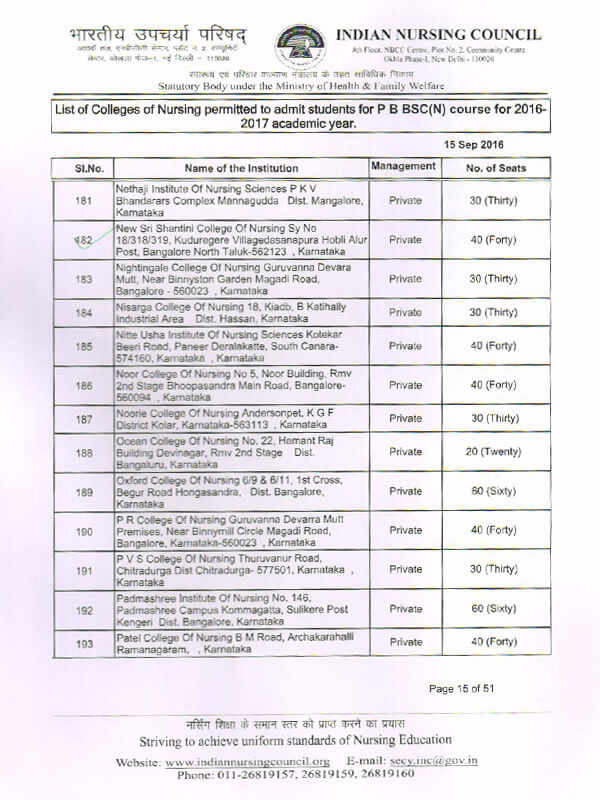 भारतीय उपचर्या परिषद्
आठवां तल, एनबीसीसी सेन्टर, प्लॉट नं. 2, कम्युनिटी
सेन्टर, ओखला फेज-1, नई दिल्ली - 110020
INDIAN NURSING COUNCIL
8th Floor, NBCC Centre, Plot No. 2, Community Centre
Okhla Phase-I, New Delhi - 110020
स्वास्थ्य एवं परिवार कल्याण मंत्रालय के तहत सांविधिक निकाय
Statutory Body under the Ministry of Health & Family Welfare
List of Colleges of Nursing permitted to admit students for P B BSC(N) course for 2016-
2017 academic year.
15 Sep 2016
Sl.No. Name of the Institution Management No. of Seats
181 Nethaji Institute Of Nursing Sciences P K V
Bhandarars Complex Mannagudda Dist. Mangalore,
Karnataka Private 30 (Thirty)
182 New Sri Shantini College Of Nursing Sy No
18/318/319, Kuduregere Villagedasanapura Hobli Alur
Post, Bangalore North Taluk-562123 , Karnataka Private 40 (Forty)
183 Nightingale College Of Nursing Guruvanna Devara
Mutt, Near Binnyston Garden Magadi Road,
Bangalore - 560023 , Karnataka Private 30 (Thirty)
184 Nisarga College Of Nursing 18, Kiadb, B Katihally
Industrial Area Dist. Hassan, Karnataka Private 30 (Thirty)
185 Nitte Usha Institute Of Nursing Sciences Kotekar
Beeri Road, Paneer Deralakatte, South Canara-
574160, Karnataka , Karnataka Private 40 (Forty)
186 Noor College Of Nursing No 5, Noor Building, Rmv
2nd Stage Bhoopasandra Main Road, Bangalore-
560094 , Karnataka Private 40 (Forty)
187 Noorie College Of Nursing Andersonpet, K G F
District Kolar, Karnataka-563113 , Karnataka Private 30 (Thirty)
188 Ocean College Of Nursing No. 22, Hemant Raj
Building Devinagar, Rmv 2nd Stage Dist.
Bangaluru, Karnataka Private 20 (Twenty)
189 Oxford College Of Nursing 6/9 & 6/11, 1st Cross,
Begur Road Hongasandra, Dist. Bangalore,
Karnataka Private 60 (Sixty)
190 P R College Of Nursing Guruvanna Devarra Mutt
Premises, Near Binnymill Circle Magadi Road,
Bangalore, Karnataka-560023 , Karnataka Private 40 (Forty)
191 P V S College Of Nursing Thuruvanur Road,
Chitradurga Dist Chitradurga- 577501, Karnataka ,
Karnataka Private 30 (Thirty)
192 Padmashree Institute Of Nursing No. 146,
Padmashree Campus Kommagatta, Sulikere Post
Kengeri Dist. Bangalore, Karnataka Private 60 (Sixty)
193 Patel College Of Nursing B M Road, Archakarahalli
Ramanagaram, , Karnataka Private 40 (Forty)
Page 15 of 51
नर्सिंग शिक्षा के समान स्तर को प्राप्त करने का प्रयास
Striving to achieve uniform standards of Nursing Education
Website: www.indiannursingcouncil.org E-mail: secy.inc@gov.in
Phone: 011-26819157, 26819159, 26819160